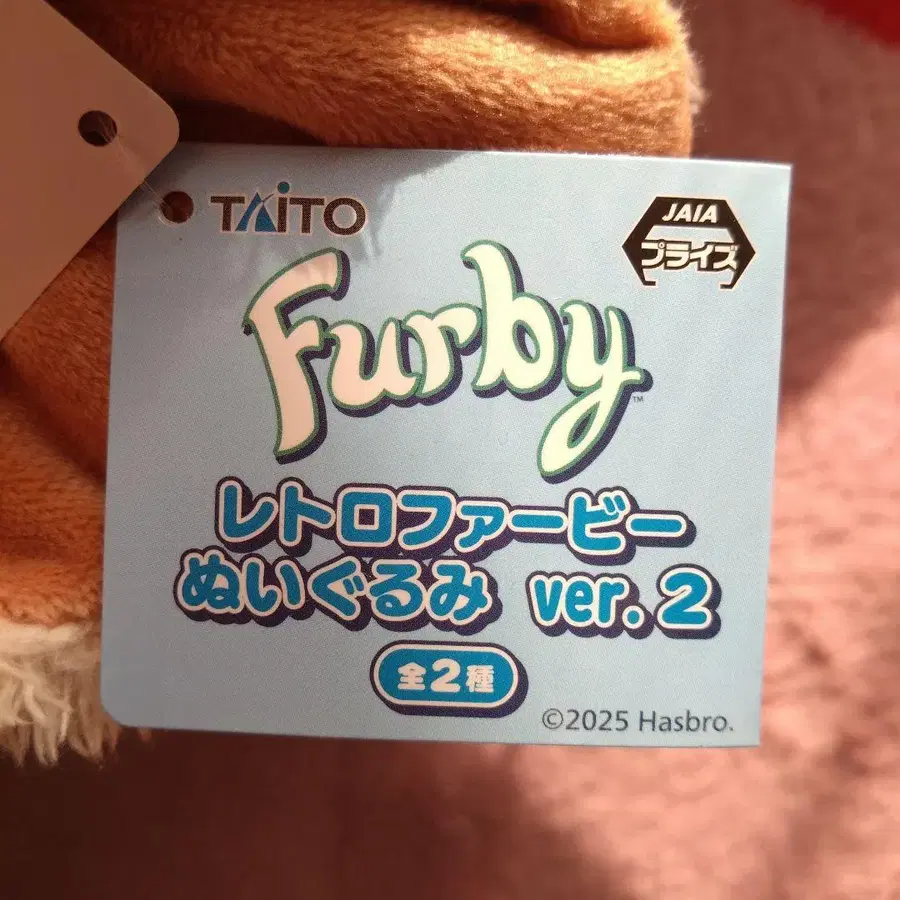 TAITO
JAIA
プライズ
Furby™
レトロファービー
ぬいぐるみ ver.2
全2種
©2025 Hasbro.